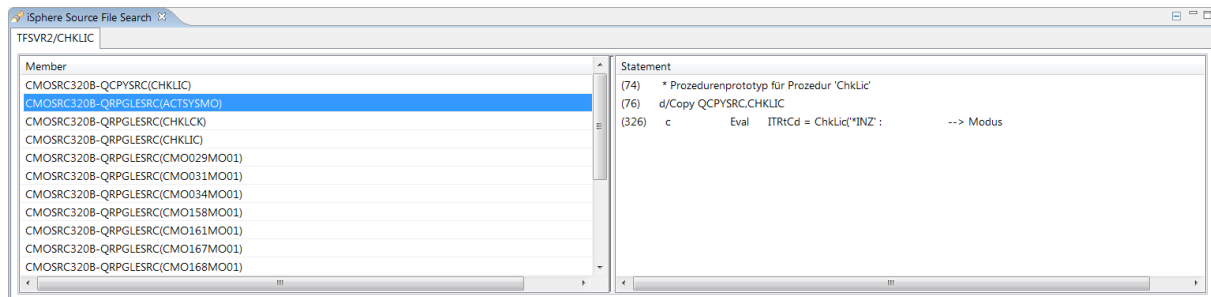 iSphere Source File Search
TFSVR2/CHKLIC
Member
CMOSRC320B-QCPYSRC(CHKLIC)
CMOSRC320B-QRPGLESRC(ACTSYSMO)
CMOSRC320B-QRPGLESRC(CHKLCK)
CMOSRC320B-QRPGLESRC(CHKLIC)
CMOSRC320B-QRPGLESRC(CMO029MO01)
CMOSRC320B-QRPGLESRC(CMO031MO01)
CMOSRC320B-QRPGLESRC(CMO034MO01)
CMOSRC320B-QRPGLESRC(CMO158MO01)
CMOSRC320B-QRPGLESRC(CMO161MO01)
CMOSRC320B-QRPGLESRC(CMO167MO01)
CMOSRC320B-QRPGLESRC(CMO168MO01)
Statement
(74) * Prozedurenprototyp für Prozedur 'ChkLic'
(76) d/Copy QCPYSRC,CHKLIC
(326) c Eval ITRtCd = ChkLic('*INZ' : --> Modus